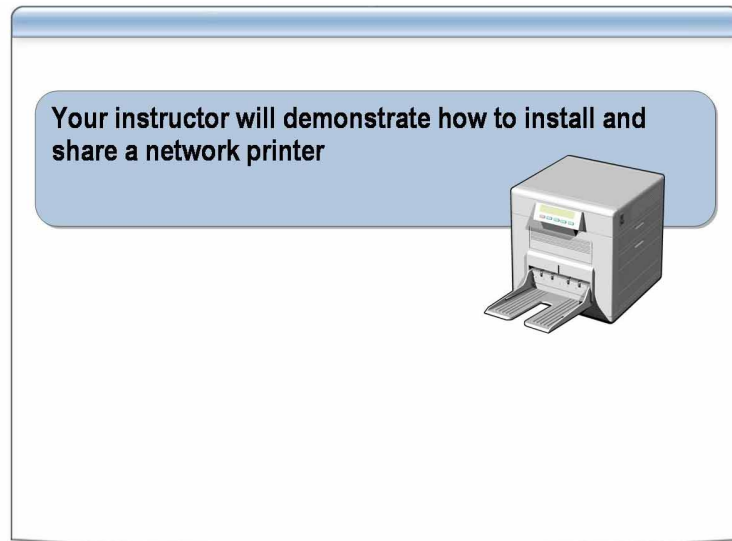 Your instructor will demonstrate how to install and
share a network printer